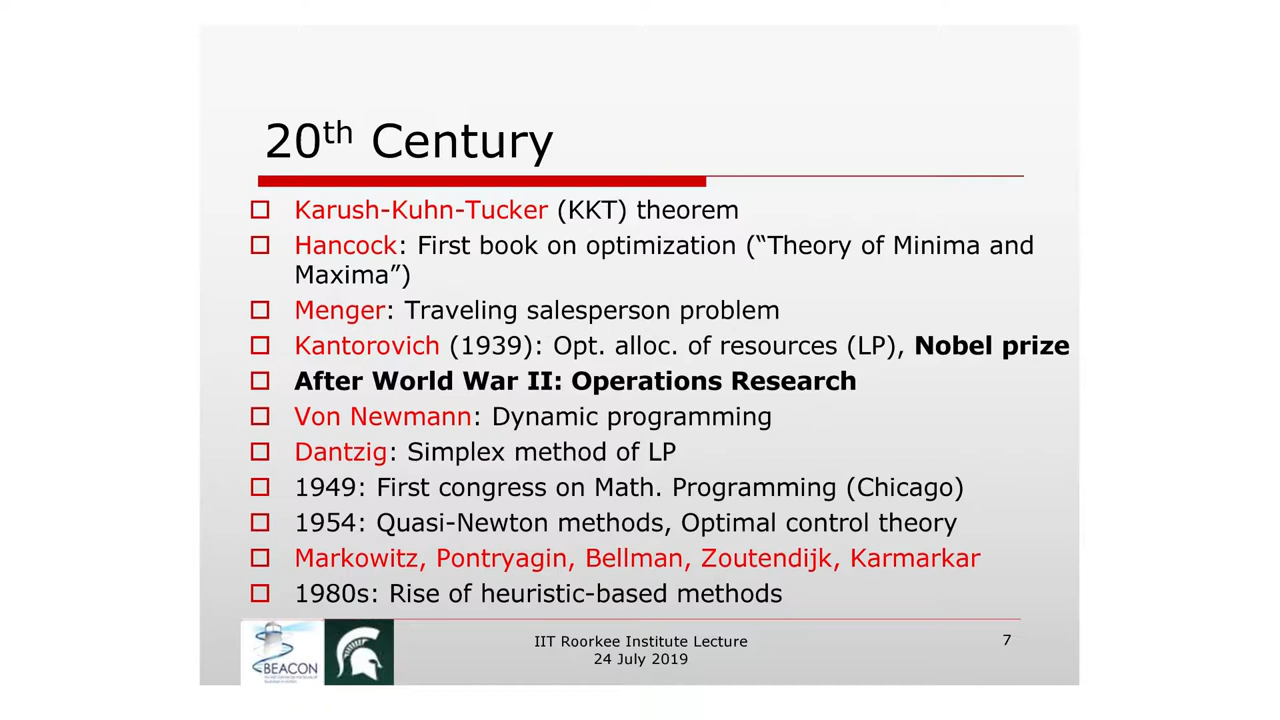 20th Century
Karush-Kuhn-Tucker (KKT) theorem
Hancock: First book on optimization (“Theory of Minima and
Maxima”)
Menger: Traveling salesperson problem
Kantorovich (1939): Opt. alloc. of resources (LP), Nobel prize
After World War II: Operations Research
Von Newmann: Dynamic programming
Dantzig: Simplex method of LP
1949: First congress on Math. Programming (Chicago)
1954: Quasi-Newton methods, Optimal control theory
Markowitz, Pontryagin, Bellman, Zoutendijk, Karmarkar
1980s: Rise of heuristic-based methods
BEACON
IIT Roorkee Institute Lecture
24 July 2019
7